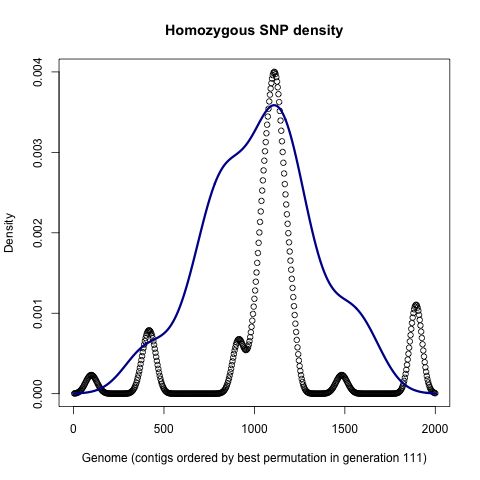 Homozygous SNP density
Density
0.004
0.003
0.002
0.001
0.000
0 500 1000 1500 2000
Genome (contigs ordered by best permutation in generation 111)